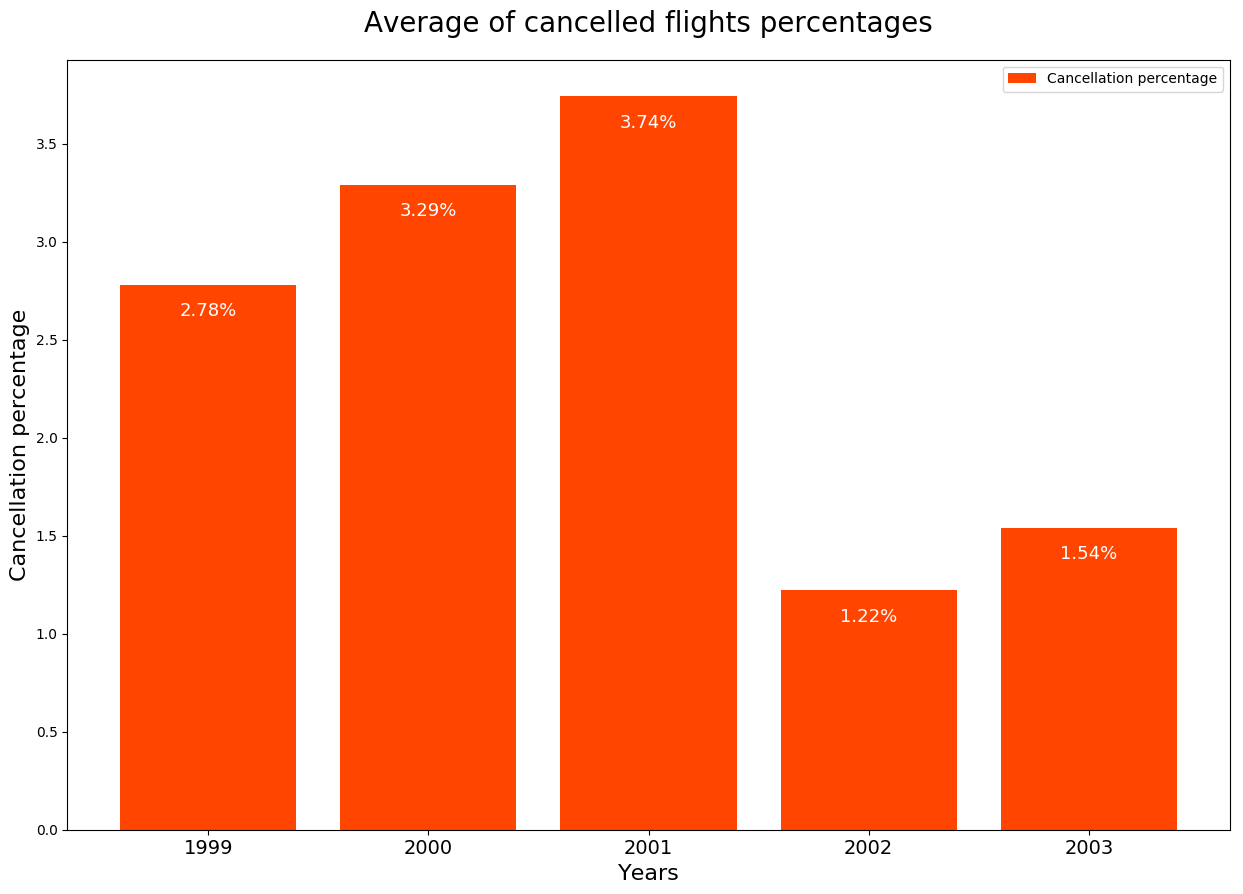 Average of cancelled flights percentages
Cancellation percentage
Cancellation percentage
3.5
3.0
2.5
2.0
1.5
1.0
0.5
0.0
2.78%
3.29%
3.74%
1.22%
1.54%
1999 2000 2001 2002 2003
Years